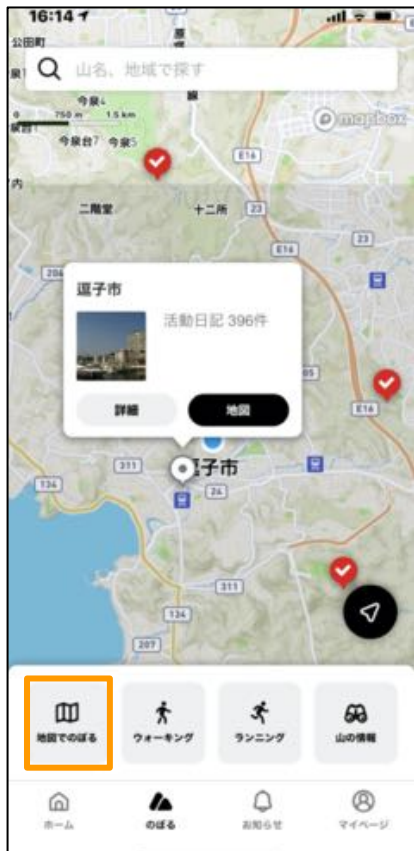 16:14
公田町
山名、地域で探す
今泉
0 750 m 1.5 km
mapbox
今泉台7 今泉5
E16
内
二階堂
十二所
23
204
E16
23
逗子市
活動日記 396件
05
詳細
地図
E16
311
逗子市
134
24
311
134
207
地図でのぼる
ウォーキング
ランニング
山の情報
ホーム
のぼる
お知らせ
マイページ